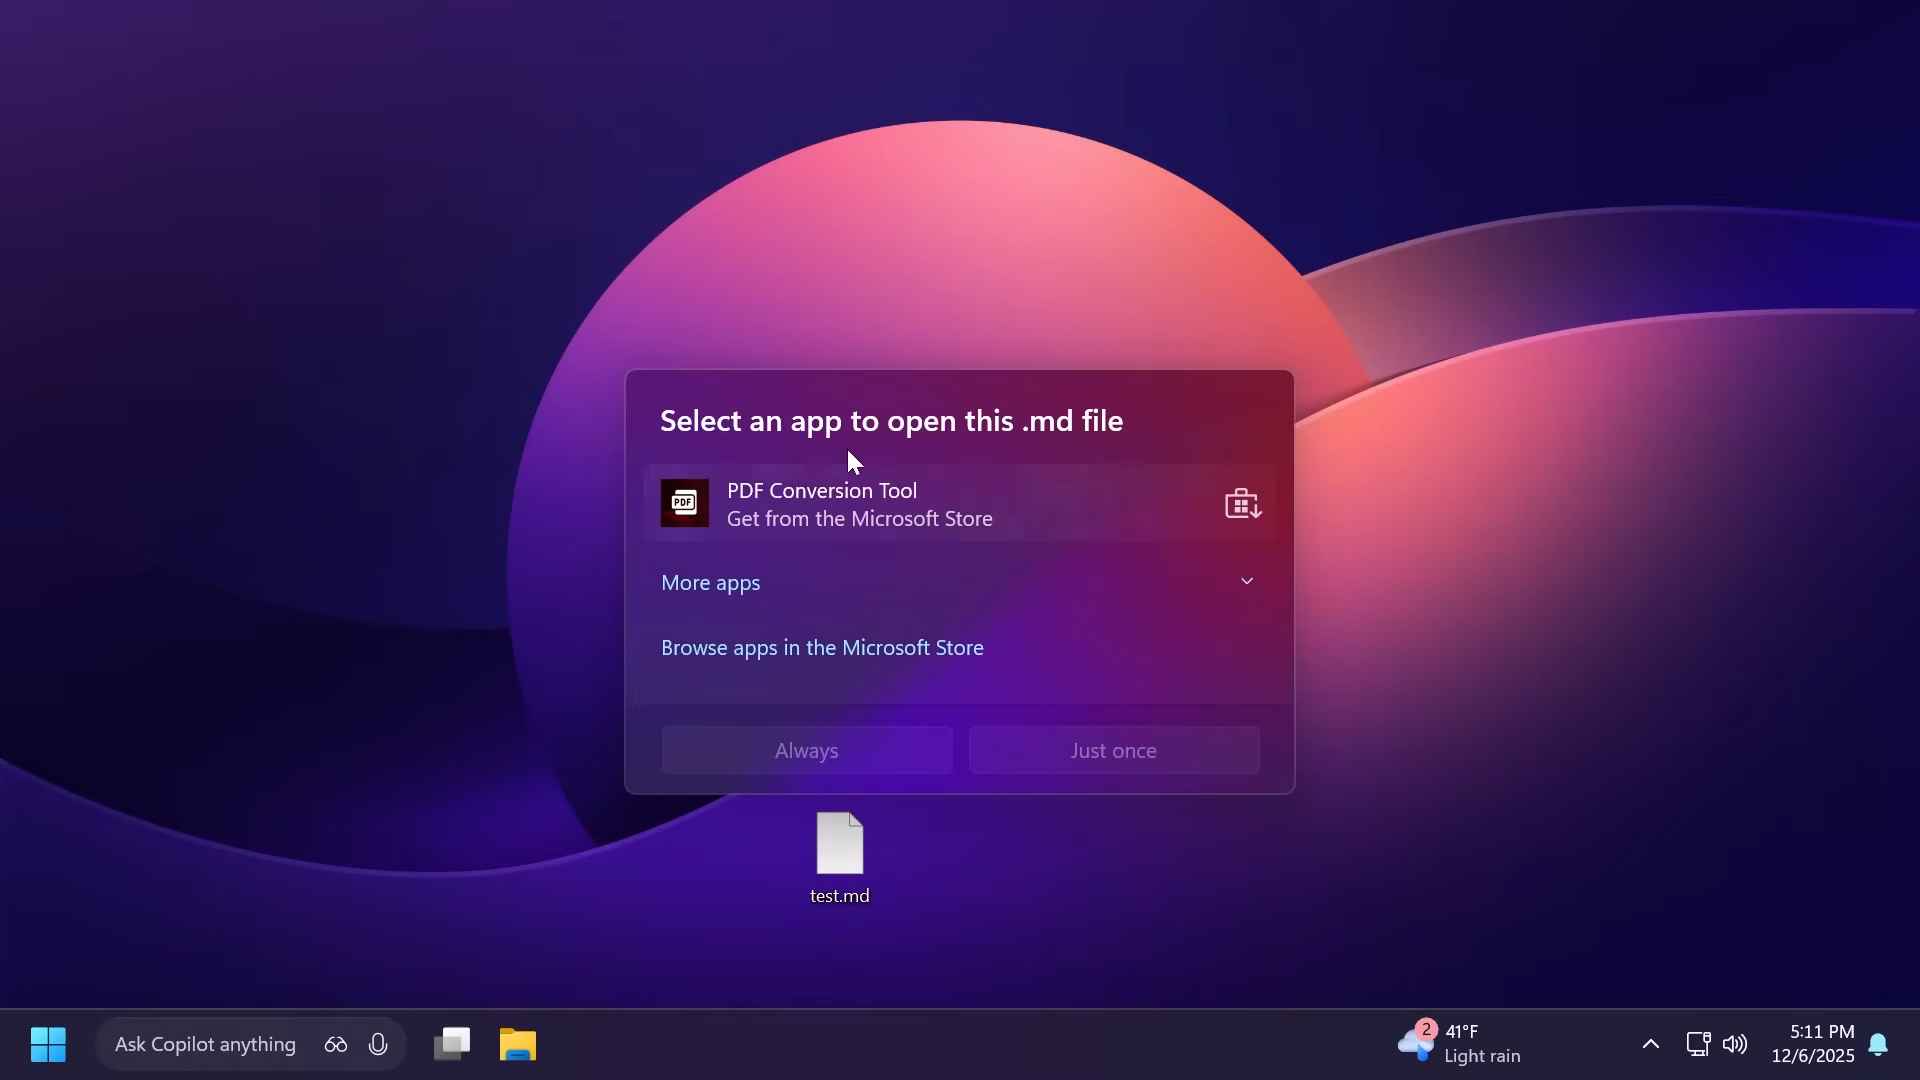 Select an app to open this .md file
PDF
PDF Conversion Tool
Get from the Microsoft Store
More apps
Browse apps in the Microsoft Store
Always
Just once
test.md
Ask Copilot anything
2
41°F
Light rain
5:11 PM
12/6/2025